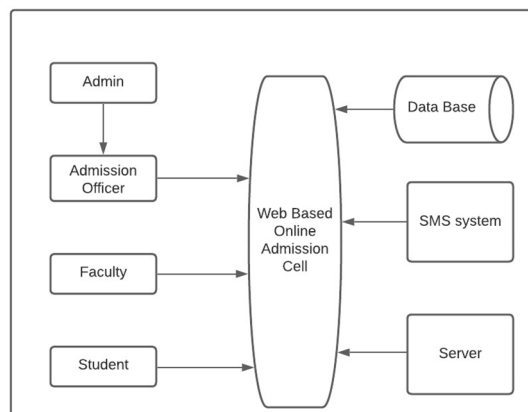 Admin
Admission
Officer
Faculty
Student
Web Based
Online
Admission
Cell
Data Base
SMS system
Server